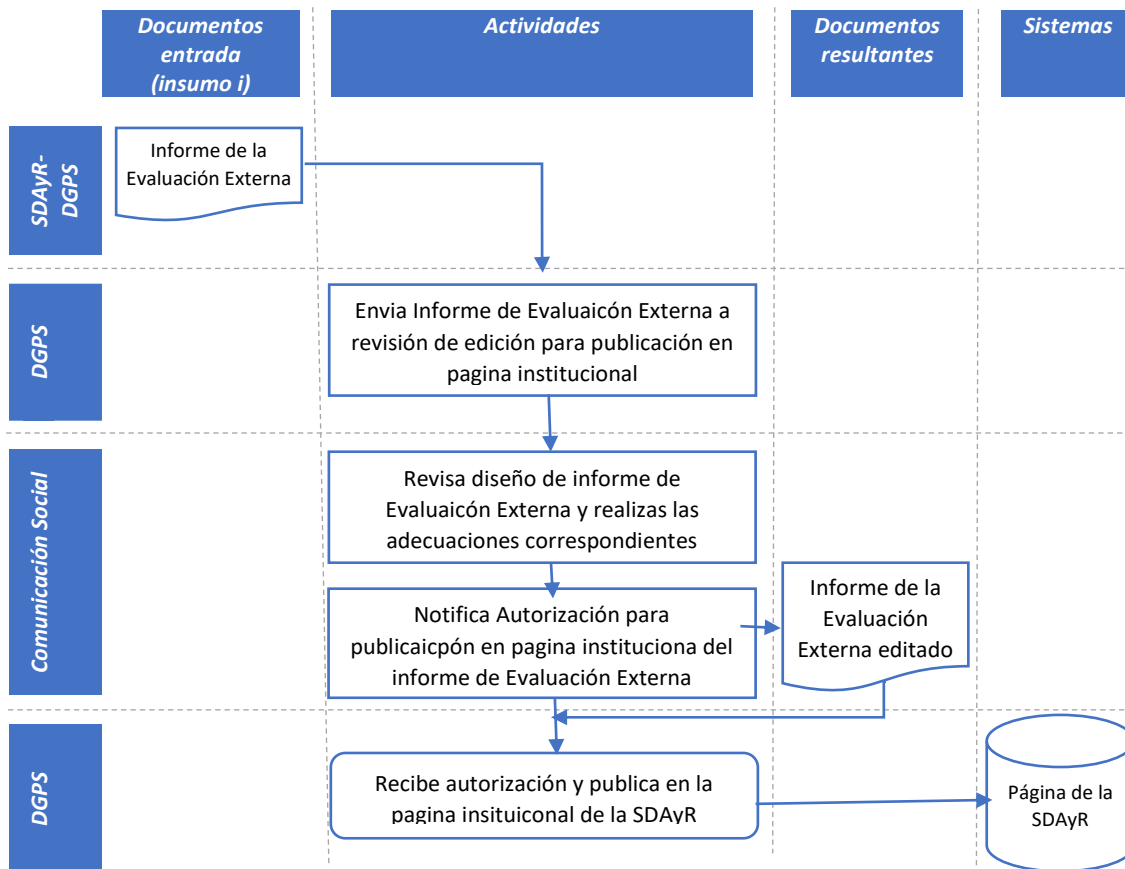 Documentos
entrada
(insumo i)
Actividades
Documentos
resultantes
Sistemas
SDAyR-
DGPS
Informe de la
Evaluación Externa
DGPS
Envia Informe de Evaluaicón Externa a
revisión de edición para publicación en
pagina institucional
Comunicación Social
Revisa diseño de informe de
Evaluaicón Externa y realizas las
adecuaciones correspondientes
Notifica Autorización para
publicaicpón en pagina instituciona del
informe de Evaluación Externa
Informe de la
Evaluación
Externa editado
DGPS
Recibe autorización y publica en la
pagina insituiconal de la SDAyR
Página de la
SDAyR